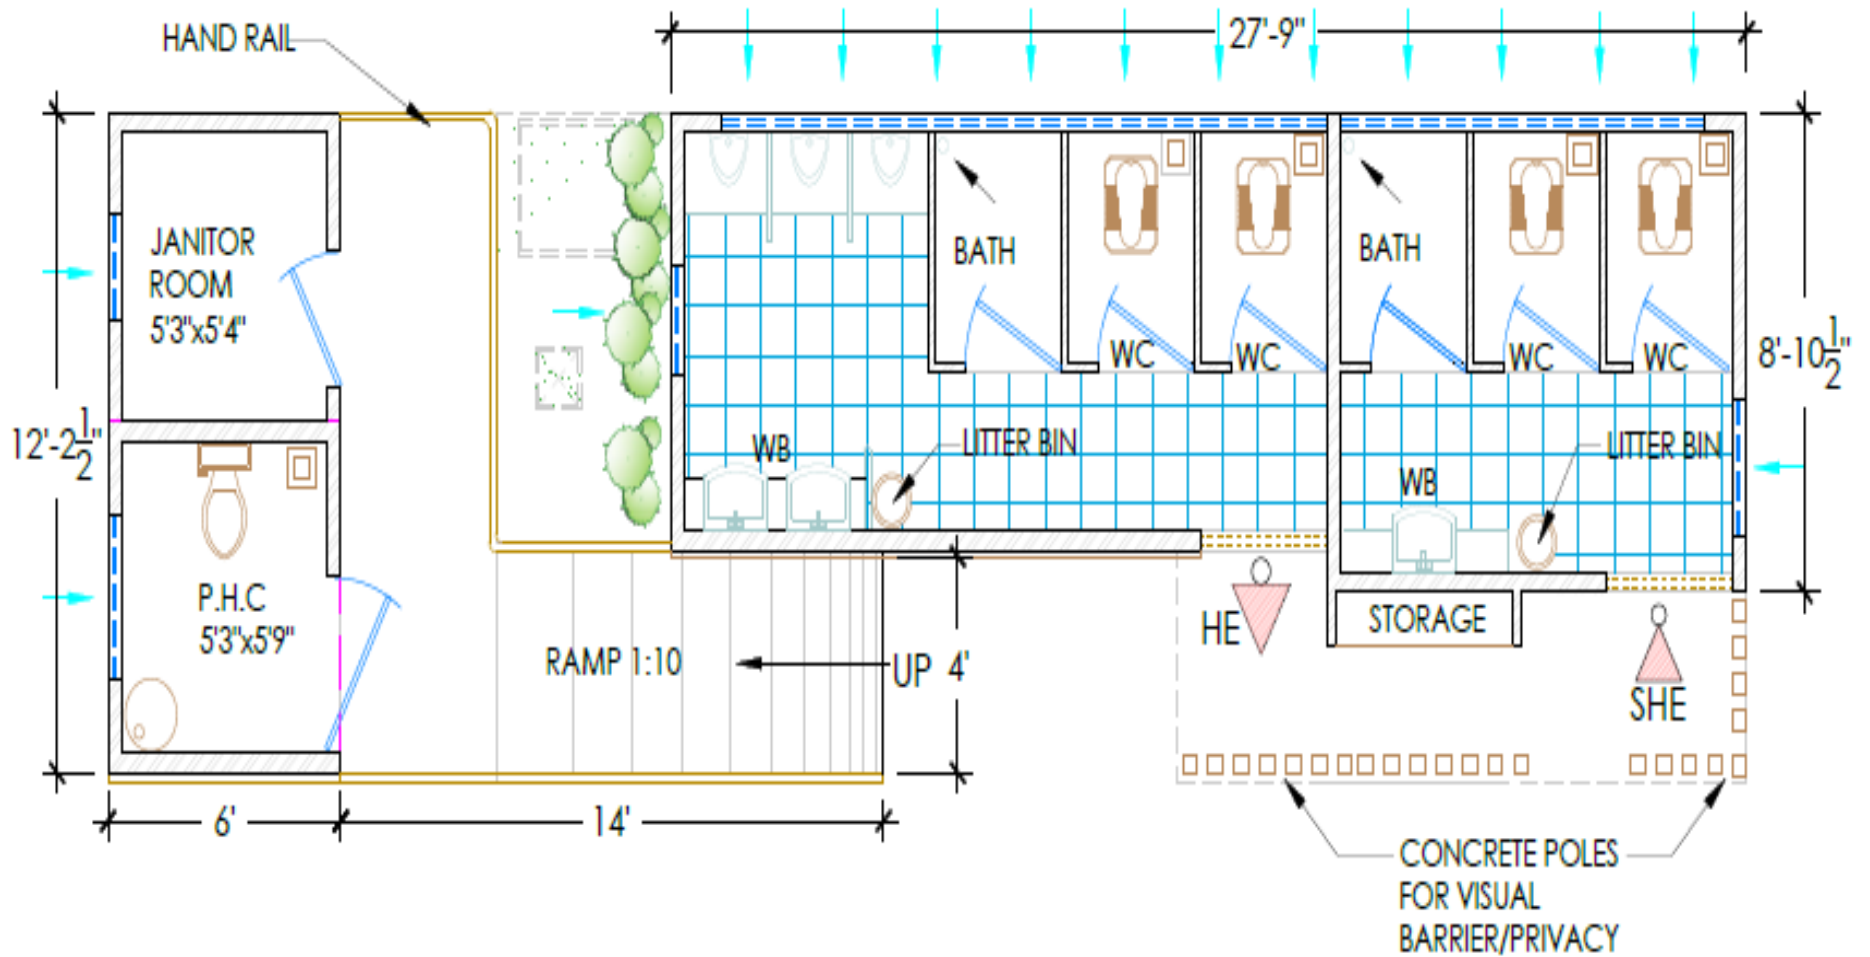 HAND RAIL
27'-9"
JANITOR
ROOM
5'3"x5'4"
BATH
BATH
WC
WC
WC
WC
8'-10 1/2"
12'-2 1/2"
WB
LITTER BIN
LITTER BIN
WB
P.H.C
5'3"x5'9"
HE
STORAGE
RAMP 1:10
UP
4'
SHE
6'
14'
CONCRETE POLES
FOR VISUAL
BARRIER/PRIVACY